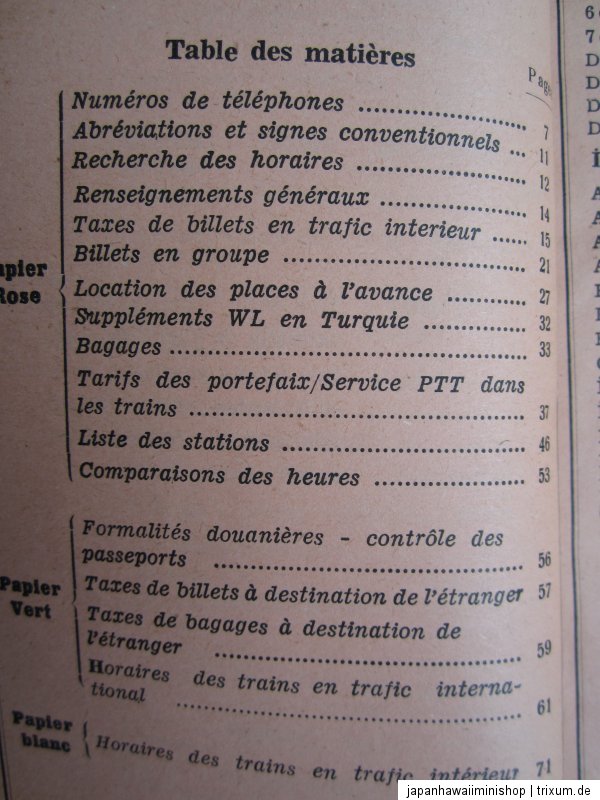 Table des matières
Page
Numéros de téléphones .......................... 7
Abréviations et signes conventionnels ... 11
Recherche des horaires .......................... 12
Renseignements généraux ....................... 14
Taxes de billets en trafic interieur ...... 15
Billets en groupe .................................... 21
Location des places à l'avance ............ 27
Suppléments WL en Turquie ............... 32
Bagages .................................................. 33
Tarifs des portefaix/Service PTT dans
les trains ................................................ 37
Liste des stations ................................... 46
Comparaisons des heures ...................... 53
Rose
Formalités douanières - contrôle des
passeports .............................................. 56
Taxes de billets à destination de l'étranger 57
Taxes de bagages à destination de
l'étranger ............................................... 59
Horaires des trains en trafic interna-
tional ...................................................... 61
Papier
Vert
Papier
blanc
Horaires des trains en trafic intérieur 71
japanhawaiiminishop | trixum.de